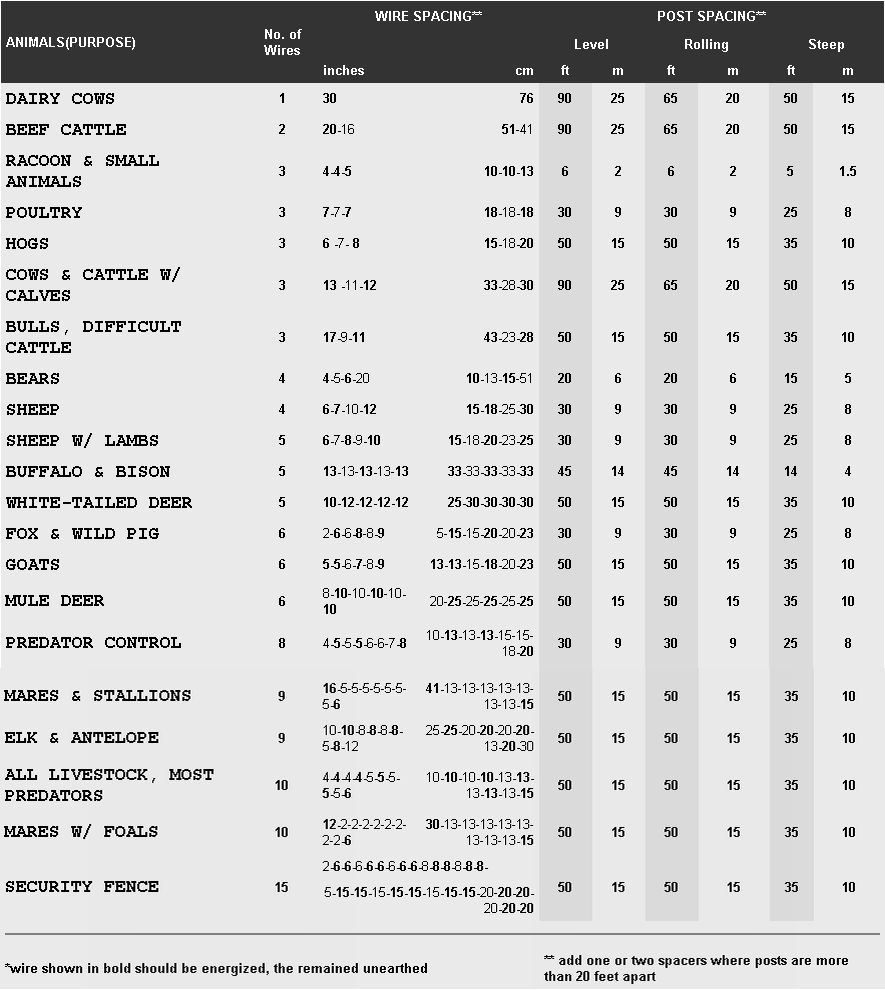 WIRE SPACING** POST SPACING**
ANIMALS(PURPOSE) No. of Wires Level Rolling Steep
inches cm ft m ft m ft m
DAIRY COWS 1 30 76 90 25 65 20 50 15
BEEF CATTLE 2 20-16 51-41 90 25 65 20 50 15
RACOON & SMALL
ANIMALS 3 4-4-5 10-10-13 6 2 6 2 5 1.5
POULTRY 3 7-7-7 18-18-18 30 9 30 9 25 8
HOGS 3 6 -7- 8 15-18-20 50 15 50 15 35 10
COWS & CATTLE W/
CALVES 3 13 -11-12 33-28-30 90 25 65 20 50 15
BULLS, DIFFICULT
CATTLE 3 17-9-11 43-23-28 50 15 50 15 35 10
BEARS 4 4-5-6-20 10-13-15-51 20 6 20 6 15 5
SHEEP 4 6-7-10-12 15-18-25-30 30 9 30 9 25 8
SHEEP W/ LAMBS 5 6-7-8-9-10 15-18-20-23-25 30 9 30 9 25 8
BUFFALO & BISON 5 13-13-13-13-13 33-33-33-33-33 45 14 45 14 14 4
WHITE-TAILED DEER 5 10-12-12-12-12 25-30-30-30-30 50 15 50 15 35 10
FOX & WILD PIG 6 2-6-6-8-8-9 5-15-15-20-20-23 30 9 30 9 25 8
GOATS 6 5-5-6-7-8-9 13-13-15-18-20-23 50 15 50 15 35 10
MULE DEER 6 8-10-10-10-10-
10 20-25-25-25-25-25 50 15 50 15 35 10
PREDATOR CONTROL 8 4-5-5-5-6-6-7-8 10-13-13-13-15-15-
18-20 30 9 30 9 25 8
MARES & STALLIONS 9 16-5-5-5-5-5-5-
5-6 41-13-13-13-13-13-
13-13-15 50 15 50 15 35 10
ELK & ANTELOPE 9 10-10-8-8-8-8-
5-8-12 25-25-20-20-20-20-
13-20-30 50 15 50 15 35 10
ALL LIVESTOCK, MOST
PREDATORS 10 4-4-4-4-5-5-5-
5-5-6 10-10-10-10-13-13-
13-13-13-15 50 15 50 15 35 10
MARES W/ FOALS 10 12-2-2-2-2-2-2-
2-2-6 30-13-13-13-13-13-
13-13-13-15 50 15 50 15 35 10
2-6-6-6-6-6-6-6-6-8-8-8-8-8-8-
SECURITY FENCE 15 5-15-15-15-15-15-15-15-15-20-20-20-
20-20-20 50 15 50 15 35 10
*wire shown in bold should be energized, the remained unearthed
** add one or two spacers where posts are more
than 20 feet apart